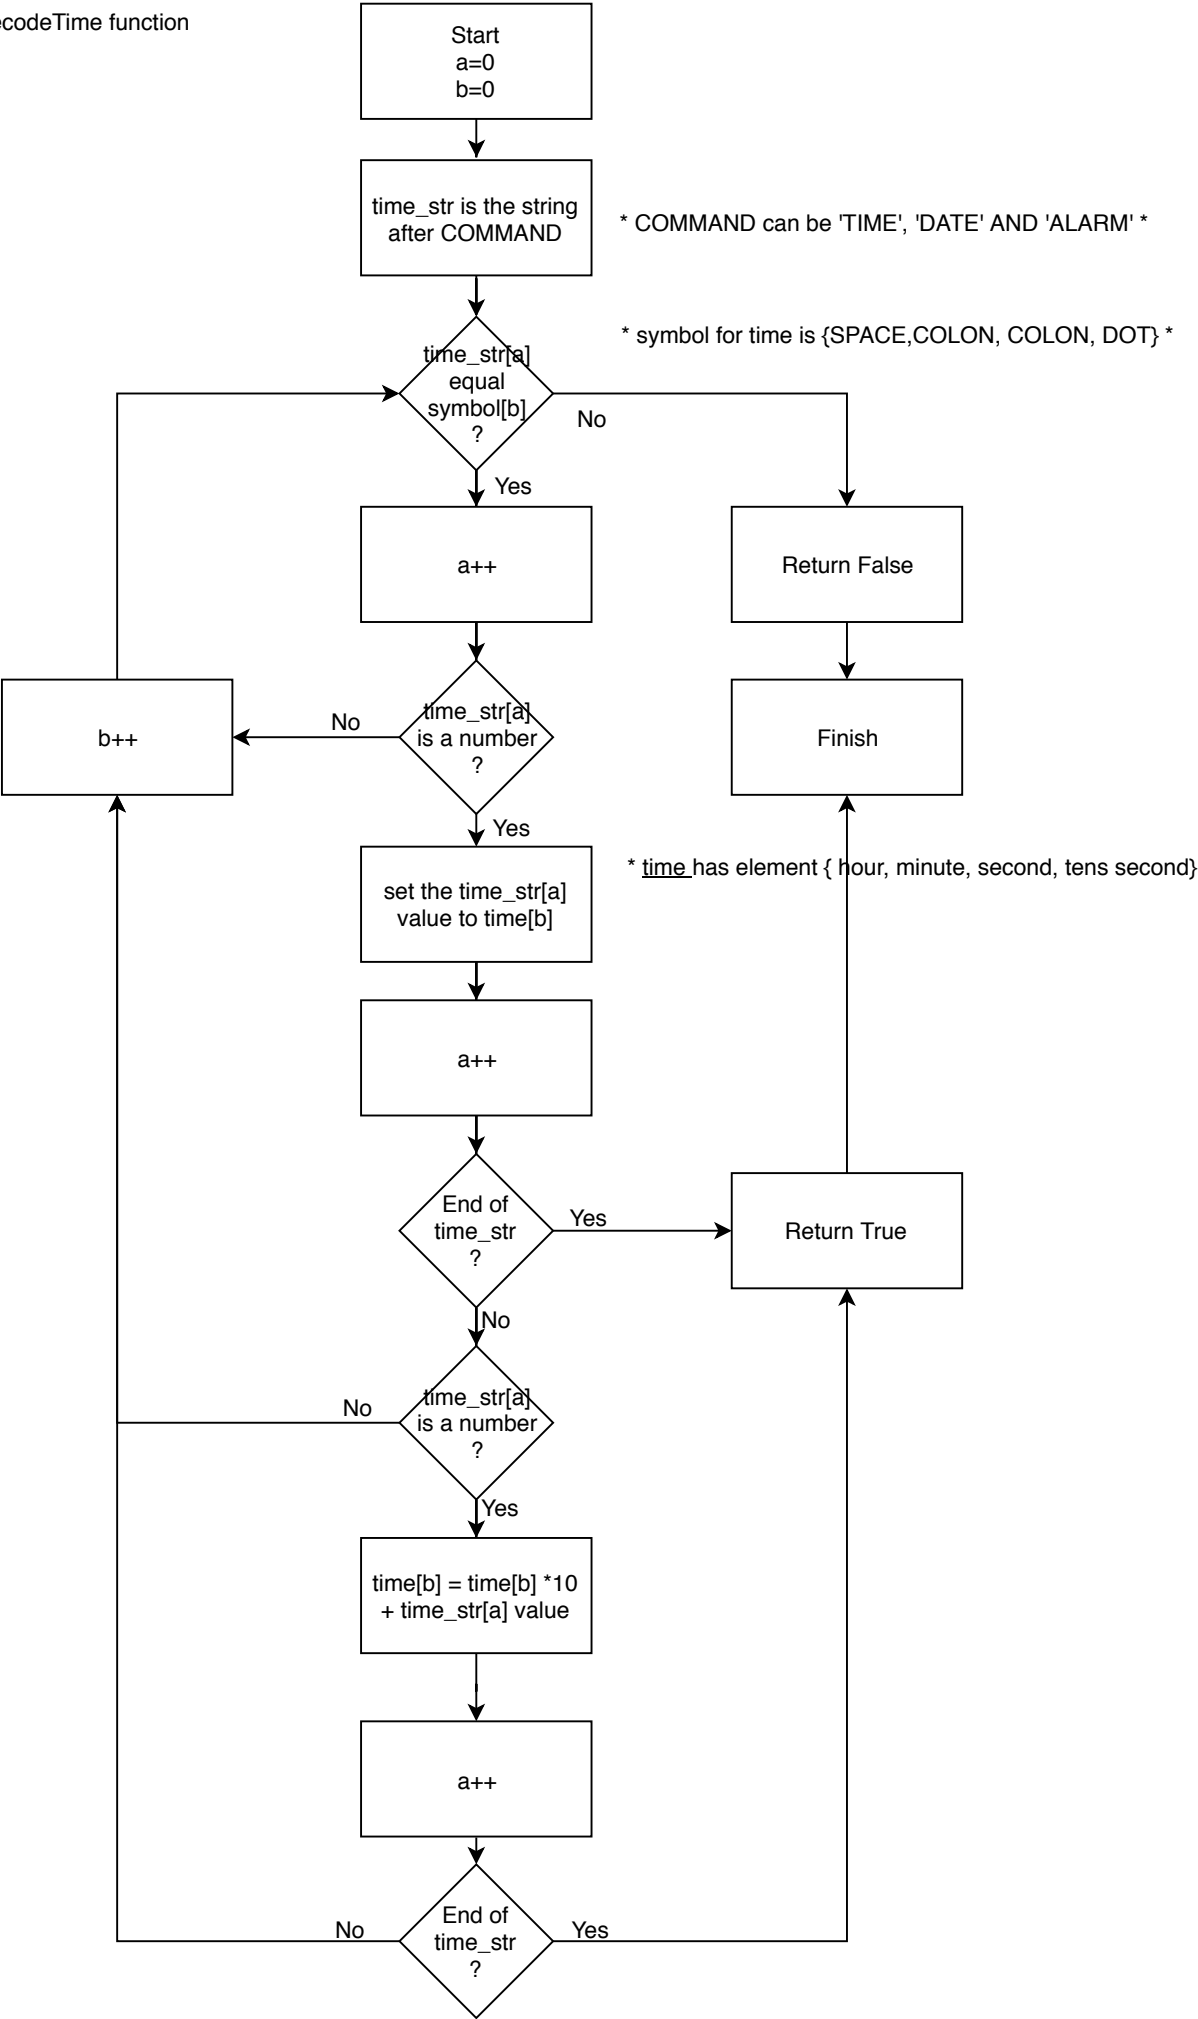 ecodeTime function
Start
a=0
b=0
time_str is the string
after COMMAND
* COMMAND can be 'TIME', 'DATE' AND 'ALARM' *
* symbol for time is {SPACE,COLON, COLON, DOT} *
time_str[a]
equal
symbol[b]
?
No
Yes
a++
Return False
time_str[a]
is a number
?
No
b++
Finish
Yes
set the time_str[a]
value to time[b]
* time has element { hour, minute, second, tens second}
a++
End of
time_str
?
Yes
Return True
No
time_str[a]
is a number
?
No
Yes
time[b] = time[b] *10
+ time_str[a] value
a++
End of
time_str
?
No
Yes